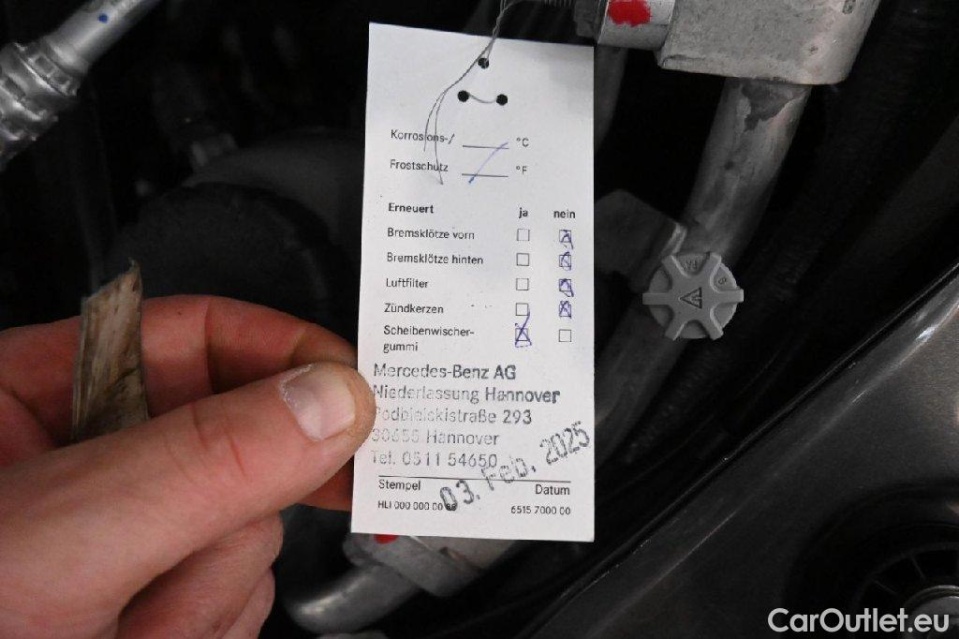 Korrosions-/ °C
Frostschutz °F
Erneuert ja nein
Bremsklötze vorn
Bremsklötze hinten
Luftfilter
Zündkerzen
Scheibenwischer-
gummi
Mercedes-Benz AG
Niederlassung Hannover
Podbielskistraße 293
30655 Hannover
Tel. 0511 54650
03. Feb. 2025
Stempel Datum
HLI 000 000 00
6515 7000 00
CarOutlet.eu